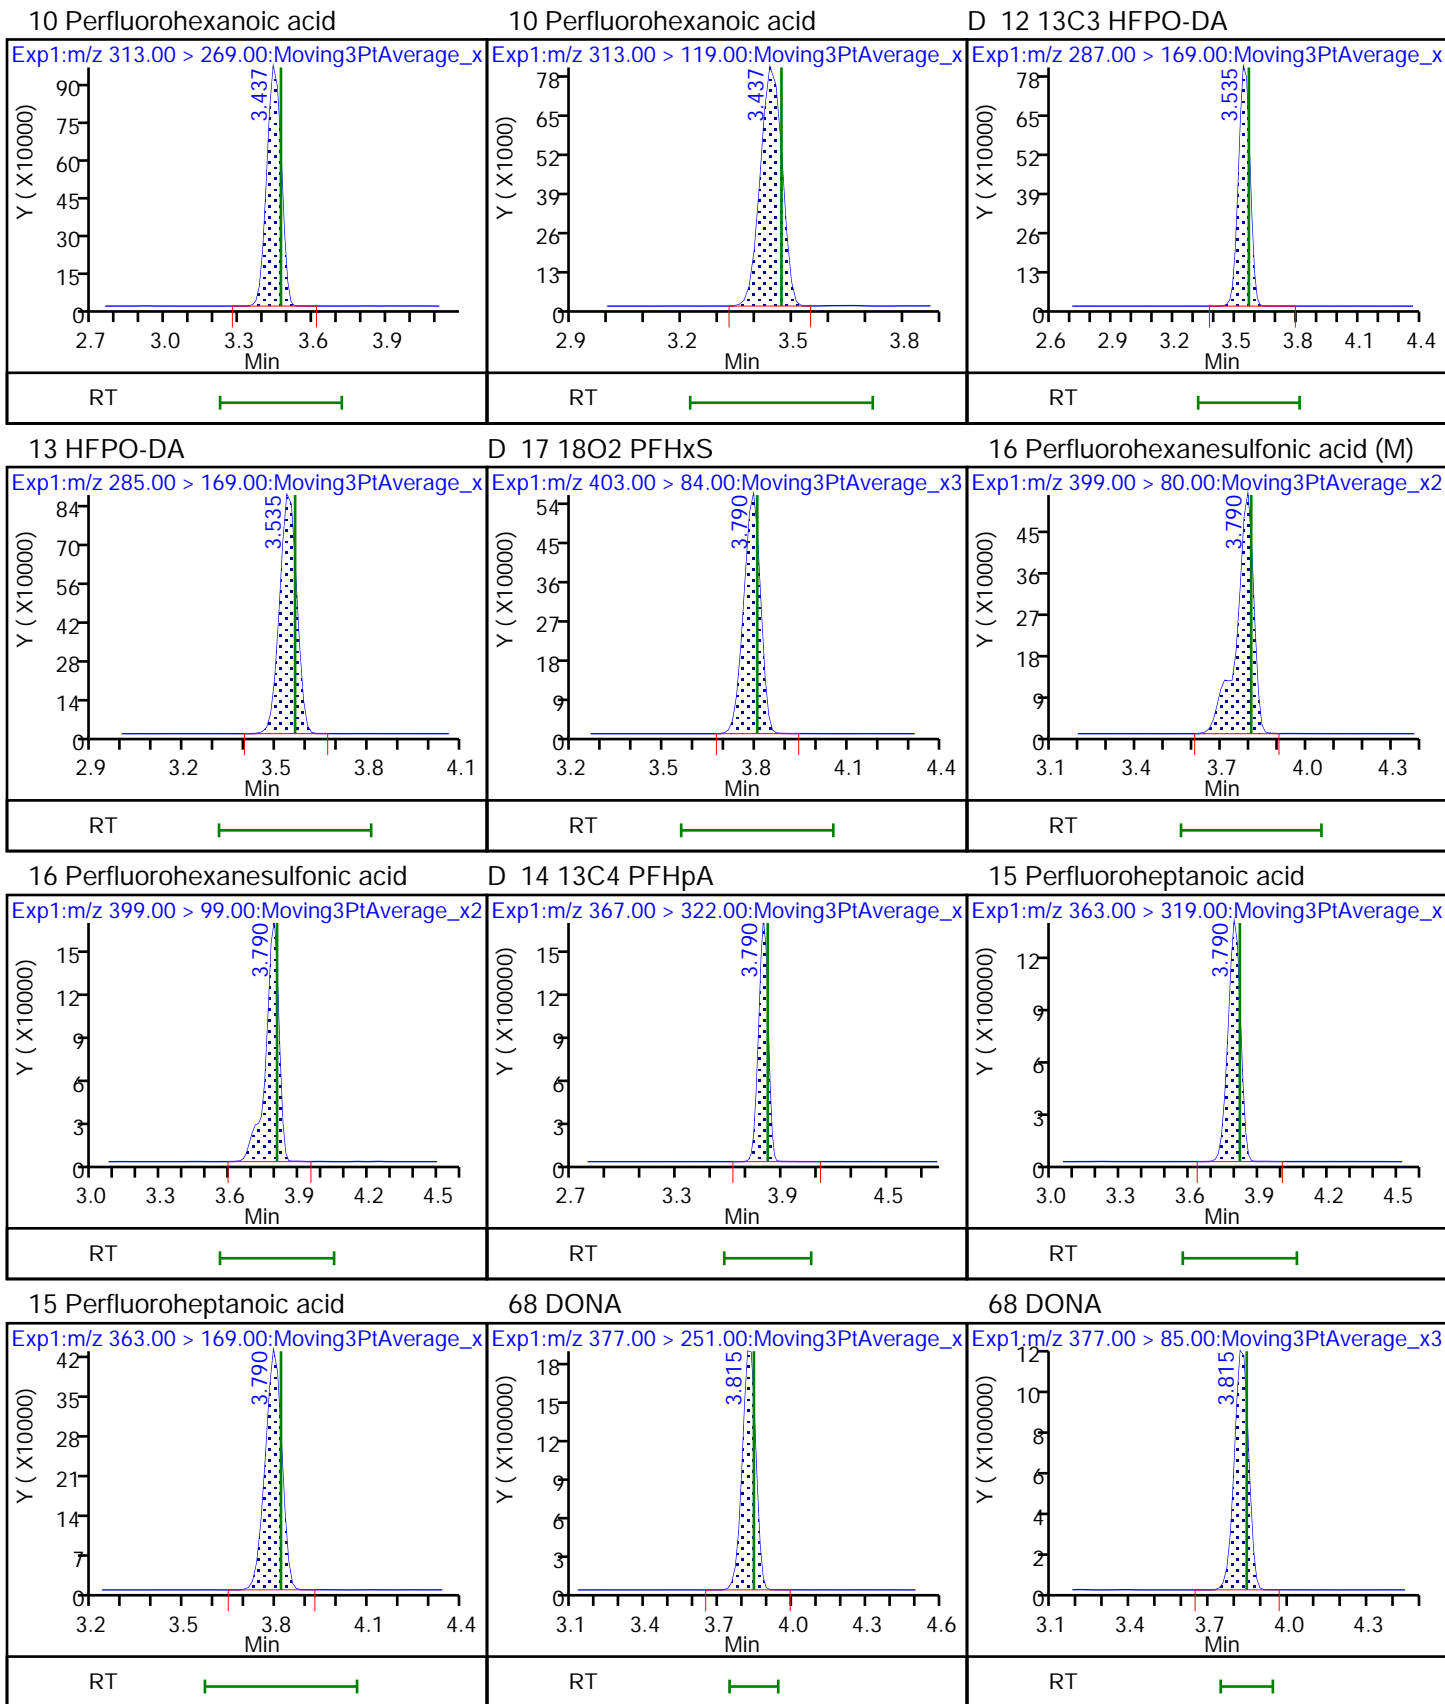 10 Perfluorohexanoic acid
Exp1:m/z 313.00 > 269.00:Moving3PtAverage_x
3.437
Y ( X10000)
90
75
60
45
30
15
0
2.7 3.0 3.3 3.6 3.9
Min
RT
10 Perfluorohexanoic acid
Exp1:m/z 313.00 > 119.00:Moving3PtAverage_x
3.437
Y ( X1000)
78
65
52
39
26
13
0
2.9 3.2 3.5 3.8
Min
RT
D 12 13C3 HFPO-DA
Exp1:m/z 287.00 > 169.00:Moving3PtAverage_x
3.535
Y ( X10000)
78
65
52
39
26
13
0
2.6 2.9 3.2 3.5 3.8 4.1 4.4
Min
RT
13 HFPO-DA
Exp1:m/z 285.00 > 169.00:Moving3PtAverage_x
3.535
Y ( X10000)
84
70
56
42
28
14
0
2.9 3.2 3.5 3.8 4.1
Min
RT
D 17 18O2 PFHxS
Exp1:m/z 403.00 > 84.00:Moving3PtAverage_x3
3.790
Y ( X10000)
54
45
36
27
18
9
0
3.2 3.5 3.8 4.1 4.4
Min
RT
16 Perfluorohexanesulfonic acid (M)
Exp1:m/z 399.00 > 80.00:Moving3PtAverage_x2
3.790
Y ( X10000)
45
36
27
18
9
0
3.1 3.4 3.7 4.0 4.3
Min
RT
16 Perfluorohexanesulfonic acid
Exp1:m/z 399.00 > 99.00:Moving3PtAverage_x2
3.790
Y ( X10000)
15
12
9
6
3
0
3.0 3.3 3.6 3.9 4.2 4.5
Min
RT
D 14 13C4 PFHpA
Exp1:m/z 367.00 > 322.00:Moving3PtAverage_x
3.790
Y ( X100000)
15
12
9
6
3
0
2.7 3.3 3.9 4.5
Min
RT
15 Perfluoroheptanoic acid
Exp1:m/z 363.00 > 319.00:Moving3PtAverage_x
3.790
Y ( X100000)
12
9
6
3
0
3.0 3.3 3.6 3.9 4.2 4.5
Min
RT
15 Perfluoroheptanoic acid
Exp1:m/z 363.00 > 169.00:Moving3PtAverage_x
3.790
Y ( X10000)
42
35
28
21
14
7
0
3.2 3.5 3.8 4.1 4.4
Min
RT
68 DONA
Exp1:m/z 377.00 > 251.00:Moving3PtAverage_x
3.815
Y ( X100000)
18
15
12
9
6
3
0
3.1 3.4 3.7 4.0 4.3 4.6
Min
RT
68 DONA
Exp1:m/z 377.00 > 85.00:Moving3PtAverage_x3
3.815
Y ( X100000)
12
10
8
6
4
2
0
3.1 3.4 3.7 4.0 4.3
Min
RT